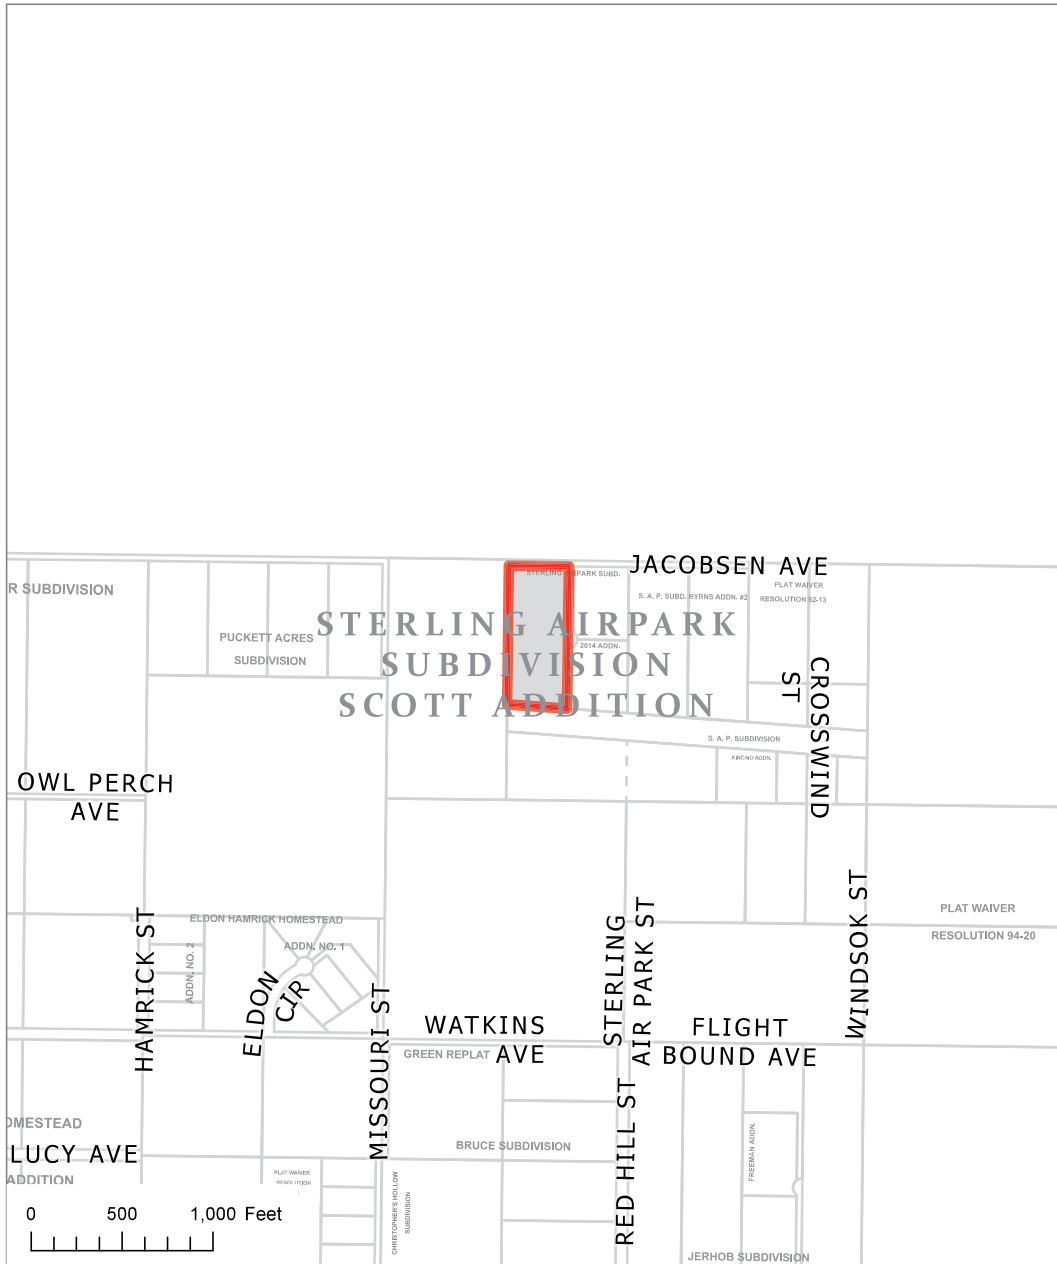 JACOBSEN AVE
STERLING AIRPARK SUBD.
R SUBDIVISION
PLAT WAIVER
RESOLUTION 92-13
S. A. P. SUBD. BYRNS ADDN. #2
STERLING AIRPARK
SUBDIVISION
SCOTT ADDITION
PUCKETT ACRES
SUBDIVISION
2014 ADDN.
CROSSWIND
ST
S. A. P. SUBDIVISION
KINCAID ADDN.
OWL PERCH
AVE
ELDON HAMRICK HOMESTEAD
ADDN. NO. 1
ADDN. NO. 2
HAMRICK ST
ELDON
CIR
MISSOURI ST
STERLING
AIR PARK ST
WINDSOK ST
PLAT WAIVER
RESOLUTION 94-20
WATKINS
AVE
FLIGHT
BOUND AVE
GREEN REPLAT
RED HILL ST
OMESTEAD
LUCY AVE
ADDITION
BRUCE SUBDIVISION
FREEMAN ADDN.
PLAT WAIVER
CHRISTOPHER'S HOLLOW
SUBDIVISION
JERHOB SUBDIVISION
0 500 1,000 Feet